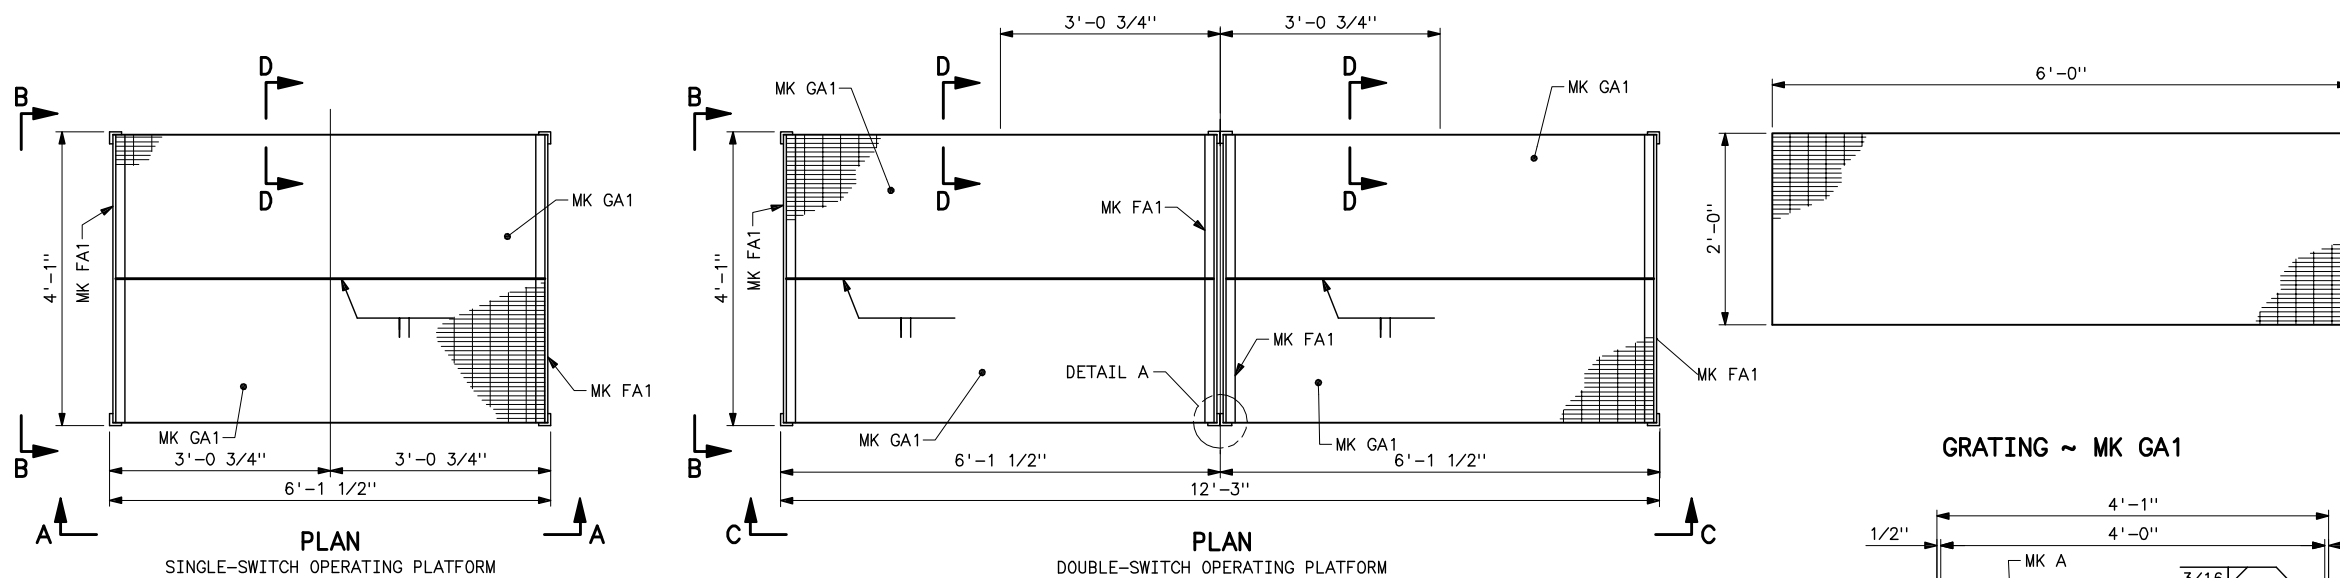 3'-0 3/4" 3'-0 3/4"
D D D
6'-0"
B B
MK GA1 MK GA1
D D D
MK GA1
MK FA1
MK FA1
MK FA1
4'-1"
4'-1"
2'-0"
MK FA1
MK FA1
DETAIL A
MK FA1
MK GA1
MK GA1
MK GA1
3'-0 3/4" 3'-0 3/4"
6'-1 1/2" 6'-1 1/2"
B B
GRATING ~ MK GA1
6'-1 1/2"
12'-3"
4'-1"
A A C C
1/2" 4'-0"
PLAN
SINGLE-SWITCH OPERATING PLATFORM
PLAN
DOUBLE-SWITCH OPERATING PLATFORM
MK A
3/16